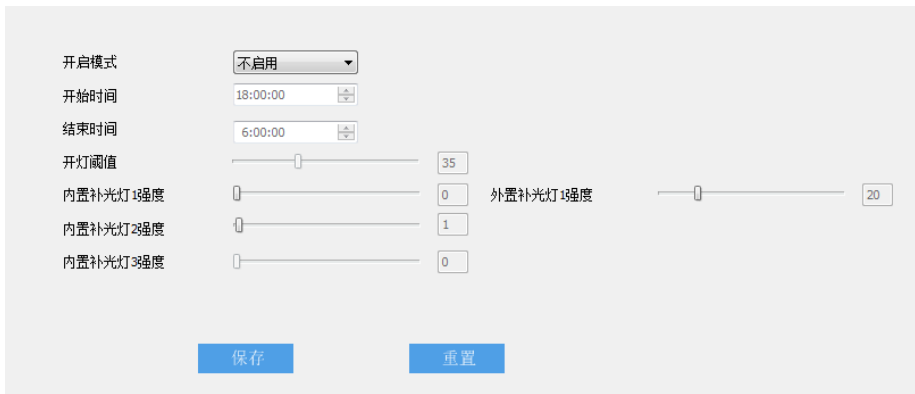 开启模式 不启用
开始时间 18:00:00
结束时间 6:00:00
开灯阈值 35
内置补光灯1强度 0 外置补光灯1强度 20
内置补光灯2强度 1
内置补光灯3强度 0
保存 重置